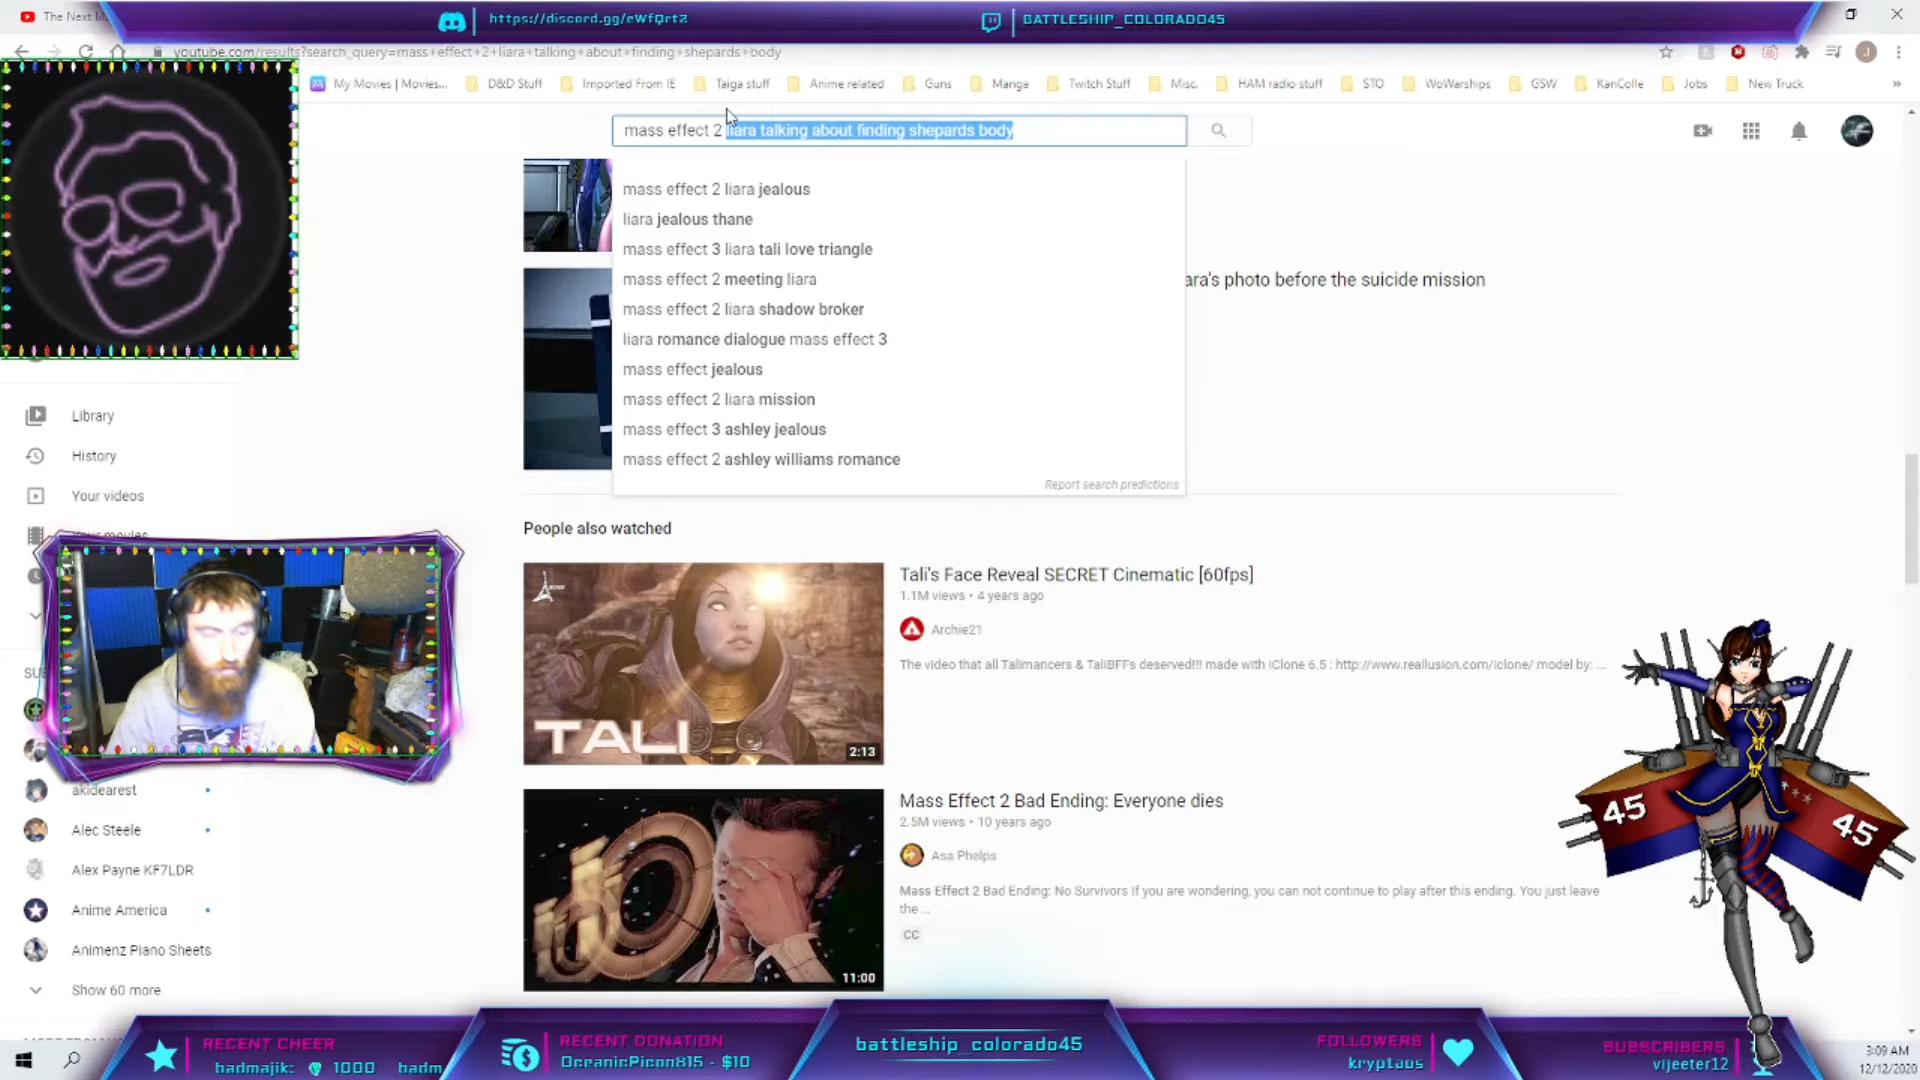 https://discord.gg/eWfQrt2
BATTLESHIP_COLORADO45
youtube.com/results?search_query=mass+effect+2+liara+talking+about+finding+shepards+body
My Movies | Movies...
D&D Stuff
Imported From IE
Taiga stuff
Anime related
Guns
Manga
Twitch Stuff
Misc.
HAM radio stuff
STO
WoWarships
GSW
KanColle
Jobs
New Truck
mass effect 2 liara talking about finding shepards body
mass effect 2 liara jealous
liara jealous thane
mass effect 3 liara tali love triangle
mass effect 2 meeting liara
mass effect 2 liara shadow broker
liara romance dialogue mass effect 3
mass effect jealous
mass effect 2 liara mission
mass effect 3 ashley jealous
mass effect 2 ashley williams romance
Report search predictions
ara's photo before the suicide mission
Library
History
Your videos
Your movies
People also watched
TALI
2:13
Tali's Face Reveal SECRET Cinematic [60fps]
1.1M views • 4 years ago
Archie21
The video that all Talimancers & TaliBFFs deserved!!! made with iClone 6.5 : http://www.reallusion.com/iclone/ model by: ...
11:00
Mass Effect 2 Bad Ending: Everyone dies
2.5M views • 10 years ago
Asa Phelps
Mass Effect 2 Bad Ending: No Survivors If you are wondering, you can not continue to play after this ending. You just leave
the ...
CC
akidearest
Alec Steele
Alex Payne KF7LDR
Anime America
Animenz Piano Sheets
Show 60 more
45
45
RECENT CHEER
badmajik: 1000 badm
RECENT DONATION
OceanicPicon815 - $10
battleship_colorado45
FOLLOWERS
kryptaos
SUBSCRIBERS
vijeeter12
3:09 AM
12/12/2020